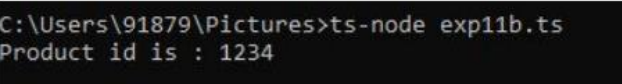 C:\Users\91879\Pictures>ts-node exp11b.ts
Product id is : 1234